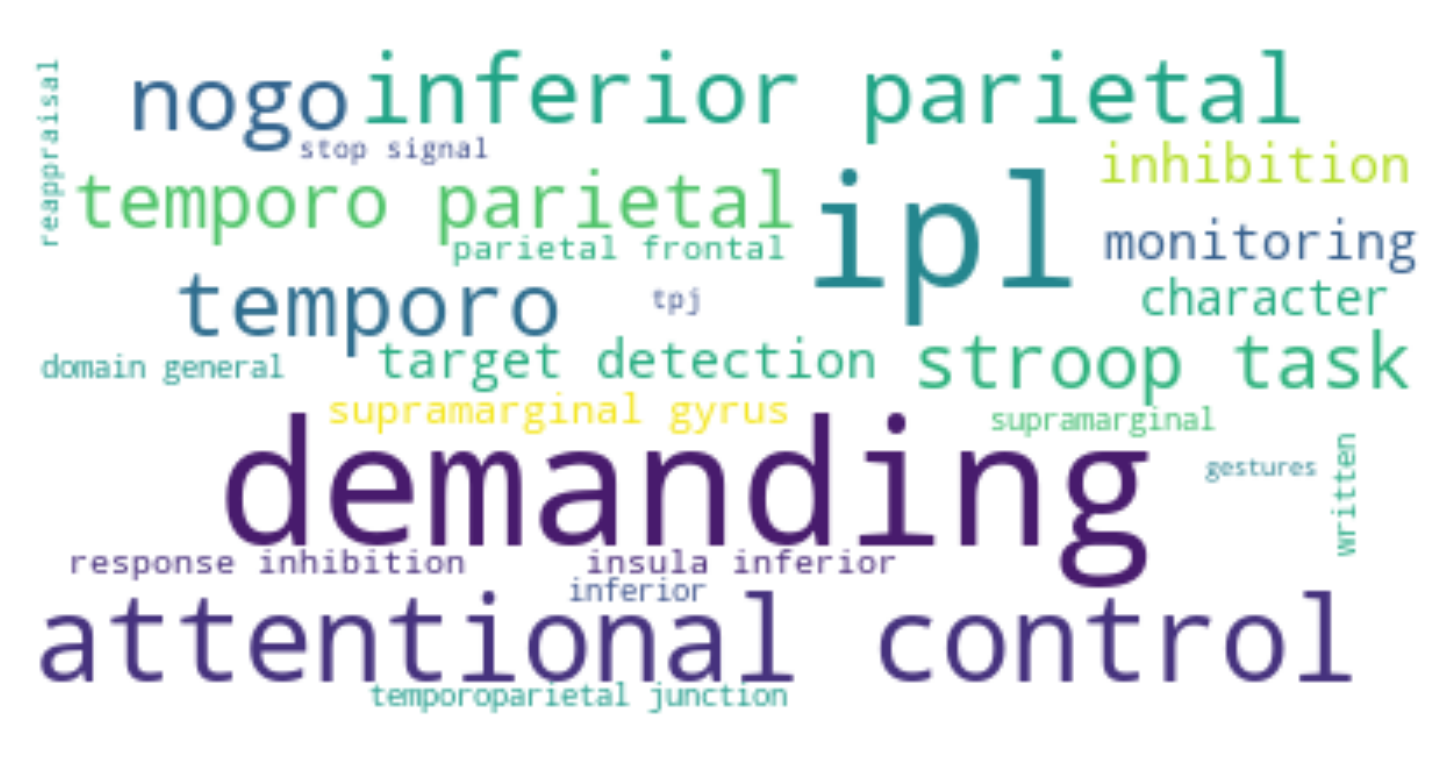 reappraisal
nogo
inferior parietal
stop signal
inhibition
temporo parietal
ipl
parietal frontal
monitoring
temporo
tpj
character
domain general
target detection
stroop task
supramarginal gyrus
supramarginal
demanding
gestures
written
response inhibition
insula inferior
inferior
attentional control
temporoparietal junction